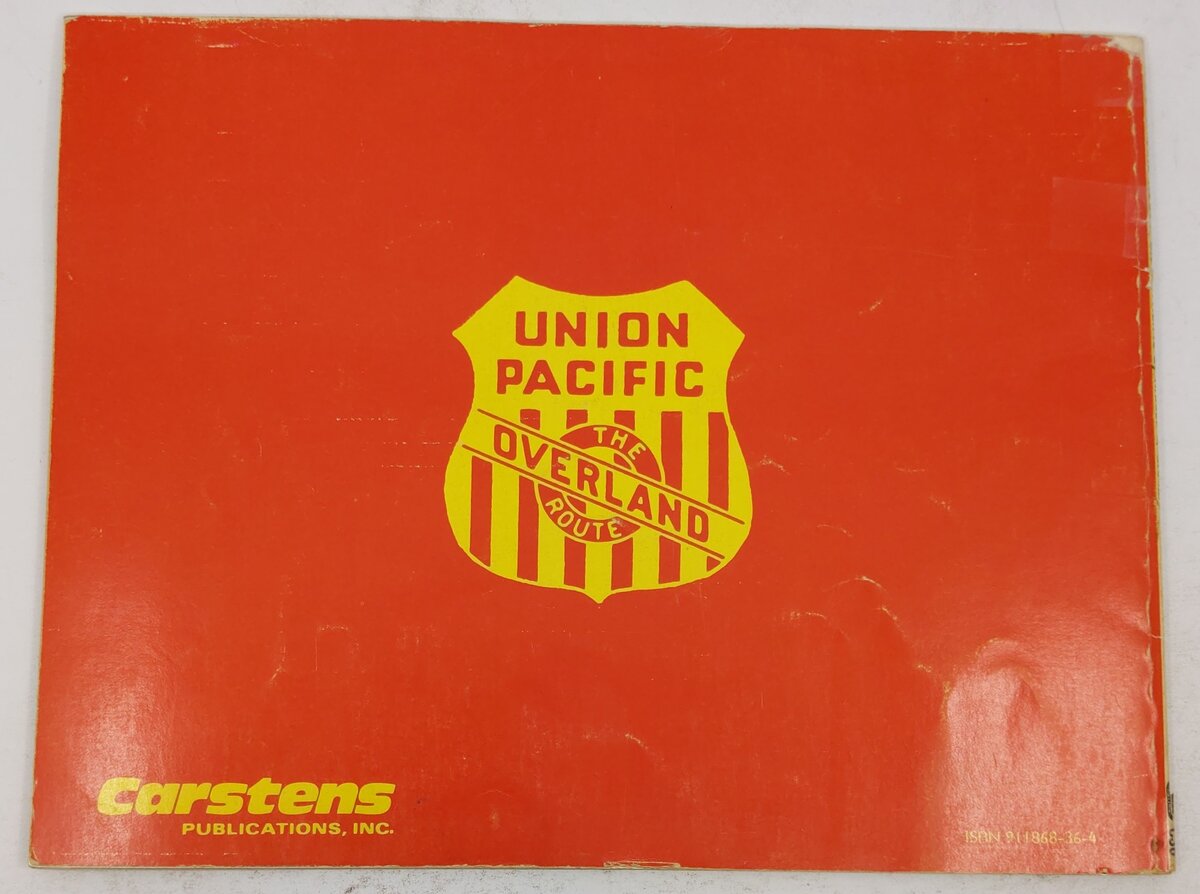 UNION
PACIFIC
THE
OVERLAND
ROUTE
Carstens
PUBLICATIONS, INC.
ISBN 911868-36-4